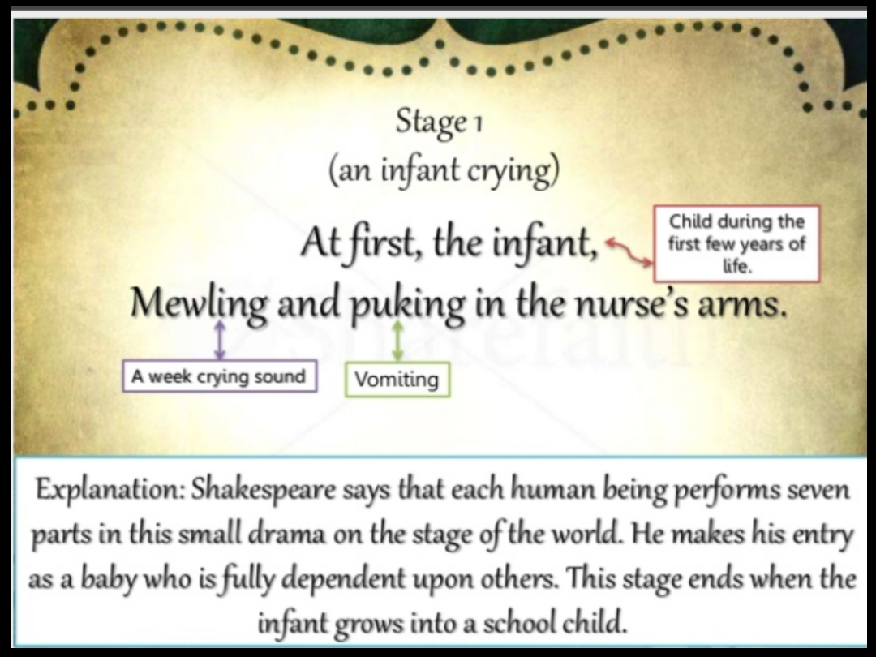 Stage 1
(an infant crying)
At first, the infant,
Child during the
first few years of
life.
Mewling and puking in the nurse's arms.
A week crying sound
Vomiting
Explanation: Shakespeare says that each human being performs seven
parts in this small drama on the stage of the world. He makes his entry
as a baby who is fully dependent upon others. This stage ends when the
infant grows into a school child.